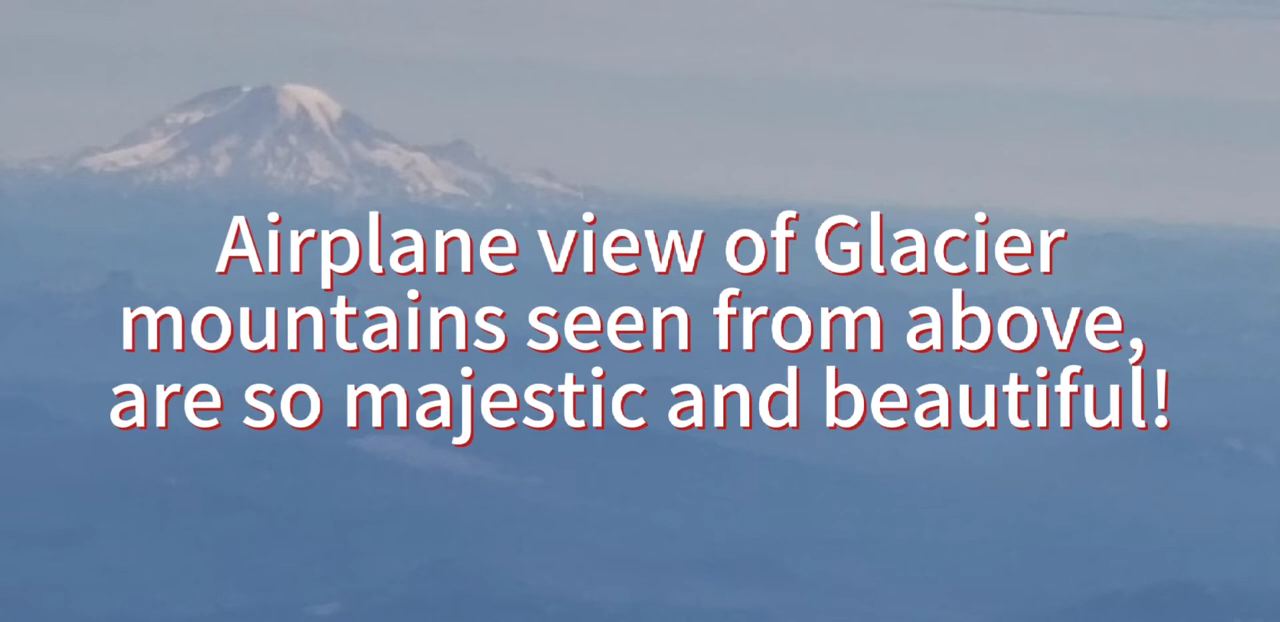 Airplane view of Glacier
mountains seen from above,
are so majestic and beautiful!